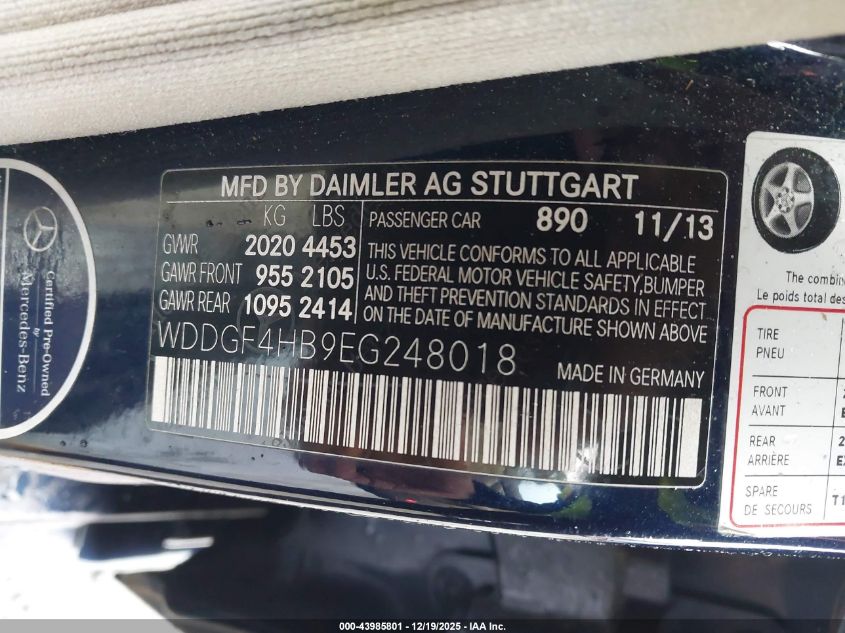 MFD BY DAIMLER AG STUTTGART
KG LBS
GVWR 2020 4453
GAWR FRONT 955 2105
GAWR REAR 1095 2414
PASSENGER CAR 890 11/13
THIS VEHICLE CONFORMS TO ALL APPLICABLE
U.S. FEDERAL MOTOR VEHICLE SAFETY,BUMPER
AND THEFT PREVENTION STANDARDS IN EFFECT
ON THE DATE OF MANUFACTURE SHOWN ABOVE
WDDGF4HB9EG248018
MADE IN GERMANY
Certified Pre-Owned
by
Mercedes-Benz
The combin
Le poids total des
TIRE
PNEU
FRONT
AVANT
REAR
ARRIÈRE
SPARE
DE SECOURS
T1
000-43985801 - 12/19/2025 - IAA Inc.